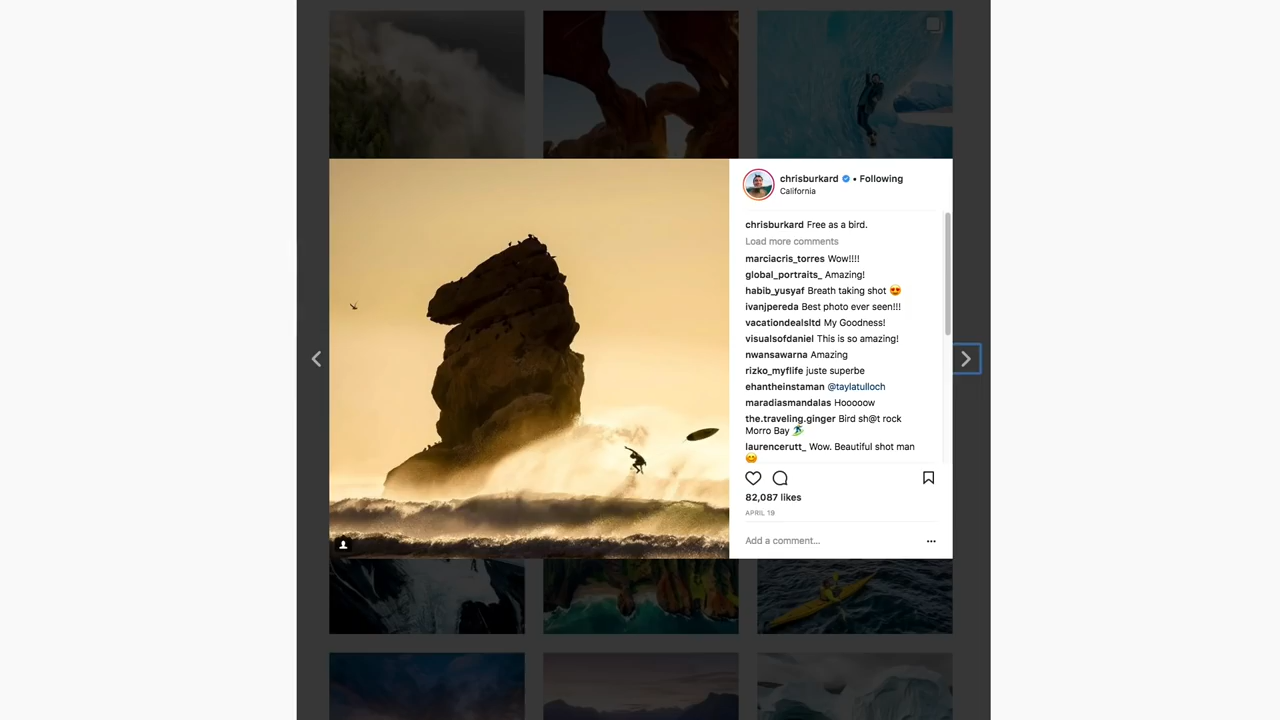 chrisburkard • Following
California
chrisburkard Free as a bird.
Load more comments
marciacris_torres Wow!!!!
global_portraits_ Amazing!
habib_yusyaf Breath taking shot 😍
ivanjpereda Best photo ever seen!!!
vacationdealsltd My Goodness!
visualsofdaniel This is so amazing!
nwansawarna Amazing
rizko_myflife juste superbe
ehantheinstaman @taylatulloch
maradiasmandalas Hooooow
the.traveling.ginger Bird sh@t rock
Morro Bay 🏄
laurencerutt_ Wow. Beautiful shot man
😊
82,087 likes
APRIL 19
Add a comment...